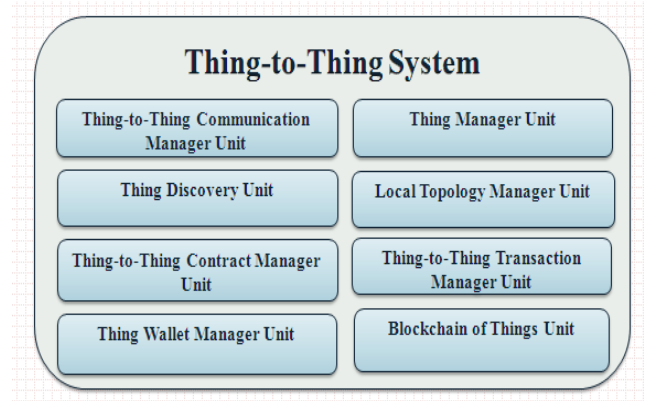 Thing-to-Thing System
Thing-to-Thing Communication
Manager Unit
Thing Manager Unit
Thing Discovery Unit
Local Topology Manager Unit
Thing-to-Thing Contract Manager
Unit
Thing-to-Thing Transaction
Manager Unit
Thing Wallet Manager Unit
Blockchain of Things Unit